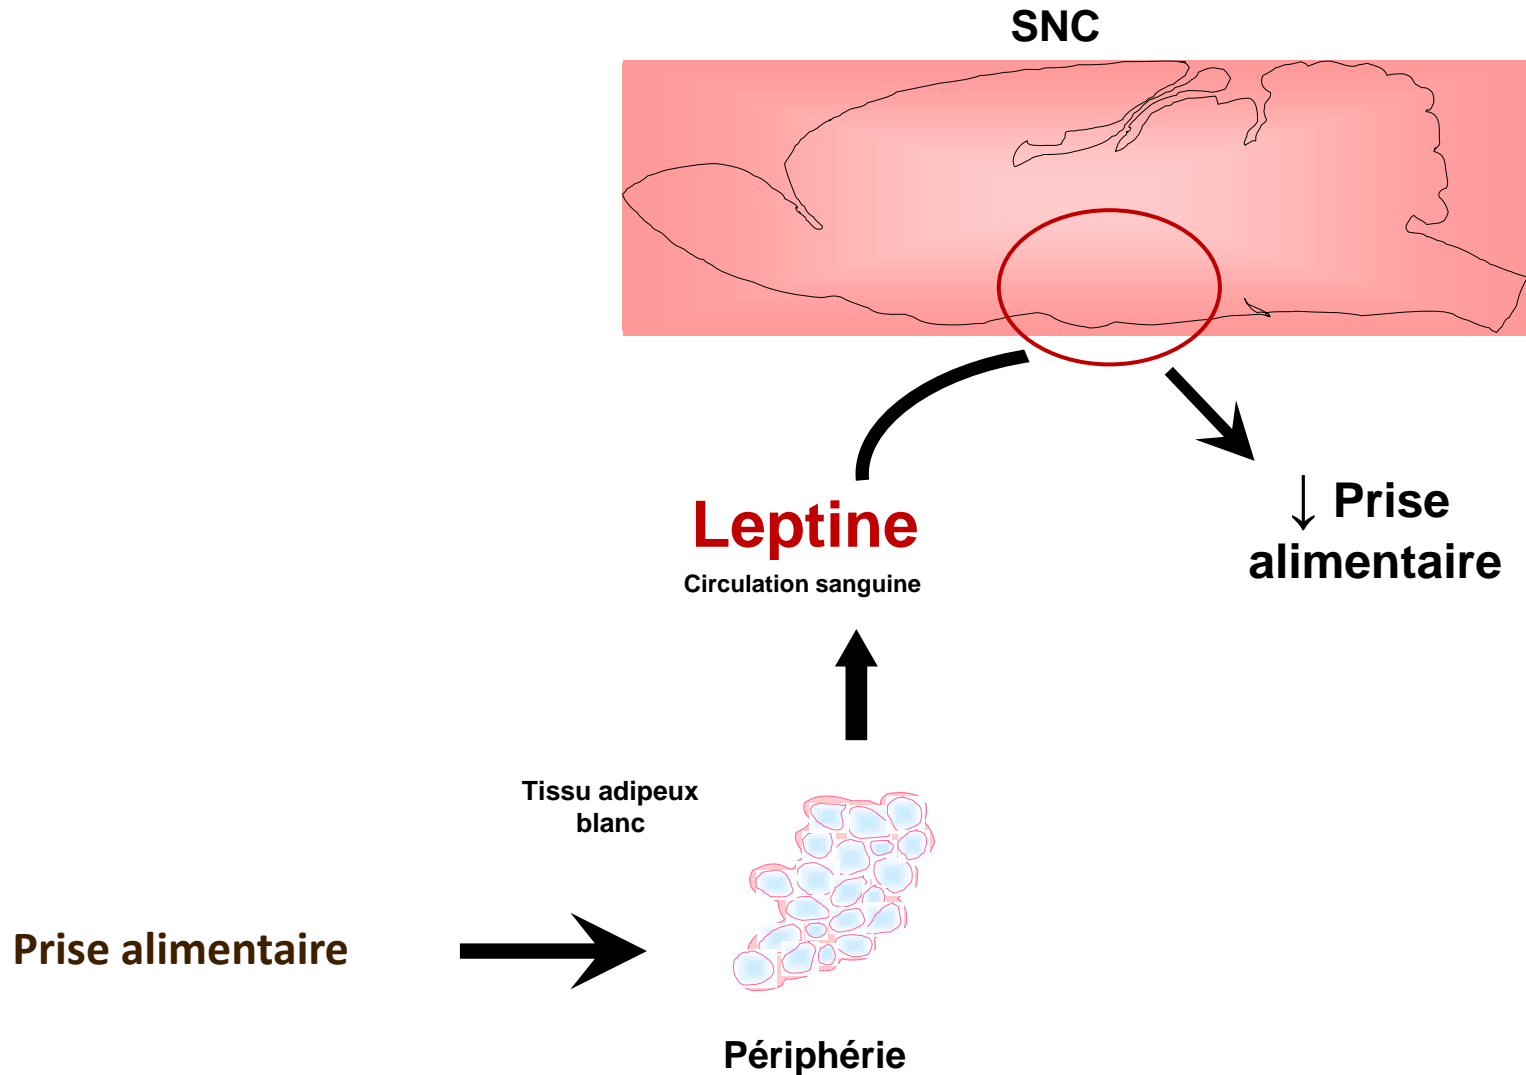 SNC
Leptine
Circulation sanguine
↓ Prise
alimentaire
Tissu adipeux
blanc
Prise alimentaire
Périphérie